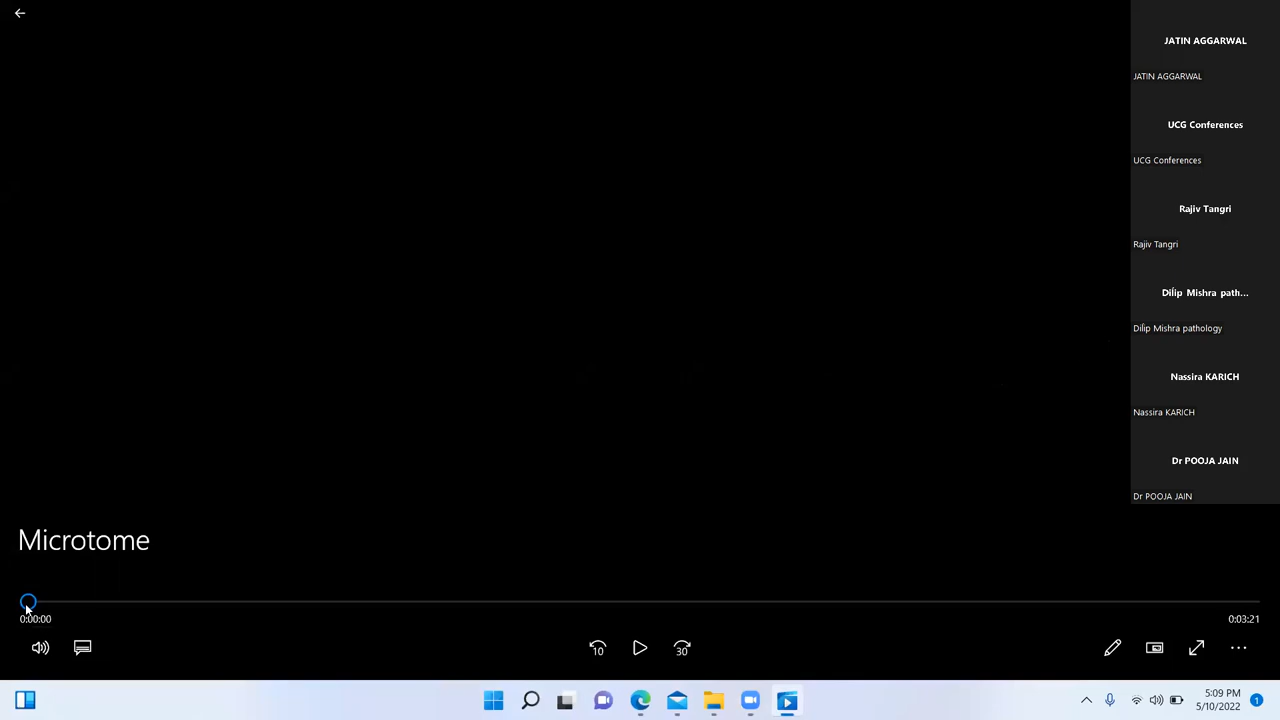 JATIN AGGARWAL
JATIN AGGARWAL
UCG Conferences
UCG Conferences
Rajiv Tangri
Rajiv Tangri
Dilip Mishra path...
Dilip Mishra pathology
Nassira KARICH
Nassira KARICH
Dr POOJA JAIN
Dr POOJA JAIN
Microtome
0:00:00
0:03:21
10
30
5:09 PM
5/10/2022
1